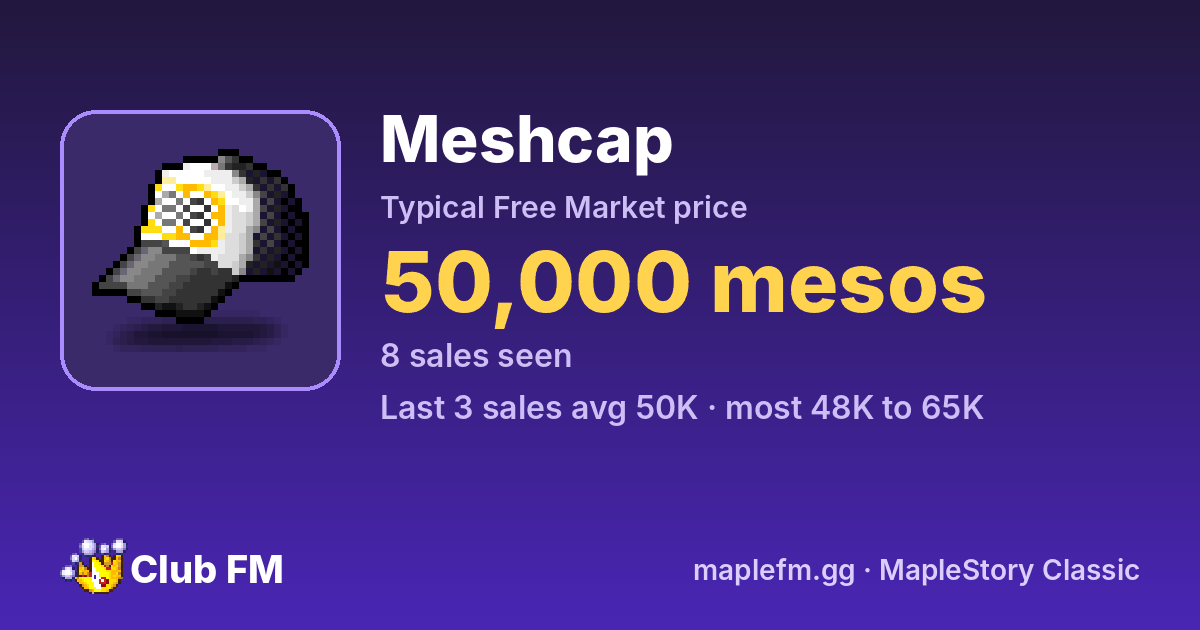 Meshcap
Typical Free Market price
50,000 mesos
8 sales seen
Last 3 sales avg 50K · most 48K to 65K
Club FM
maplefm.gg · MapleStory Classic